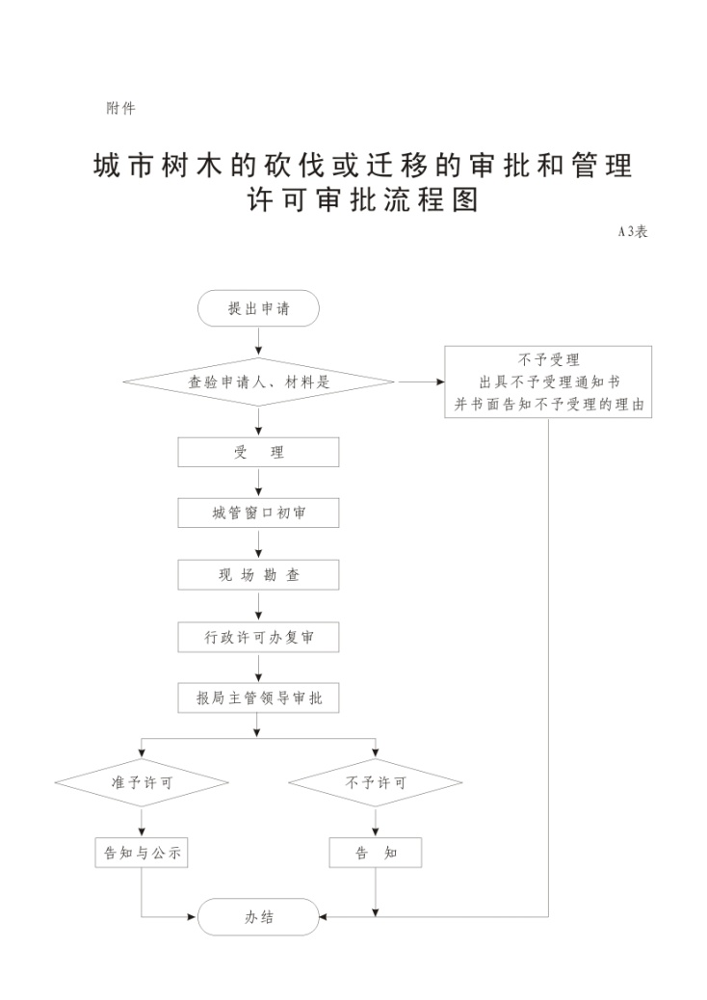 附件
城市树木的砍伐或迁移的审批和管理
许可审批流程图
A3表
提出申请
查验申请人、材料是
不予受理
出具不予受理通知书
并书面告知不予受理的理由
受 理
城管窗口初审
现场勘查
行政许可办复审
报局主管领导审批
准予许可
不予许可
告知与公示
告 知
办结